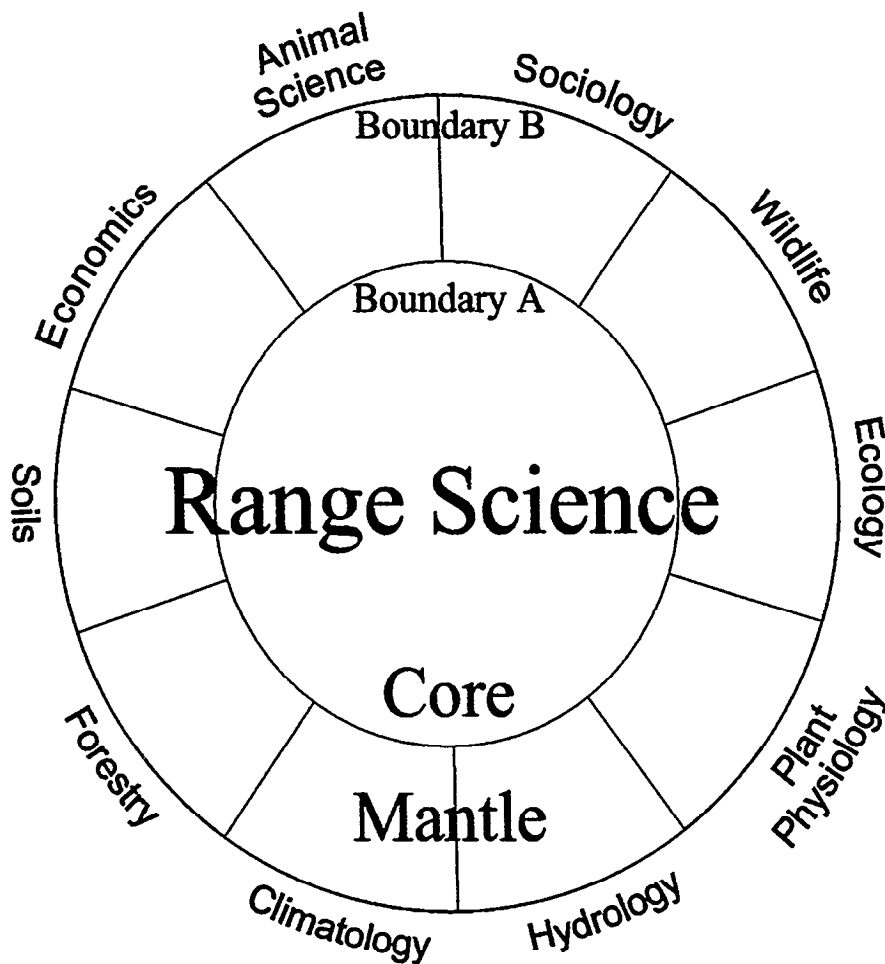 Animal
Science
Sociology
Boundary B
Economics
Wildlife
Boundary A
Soils
Range Science
Ecology
Core
Forestry
Plant
Physiology
Mantle
Climatology
Hydrology